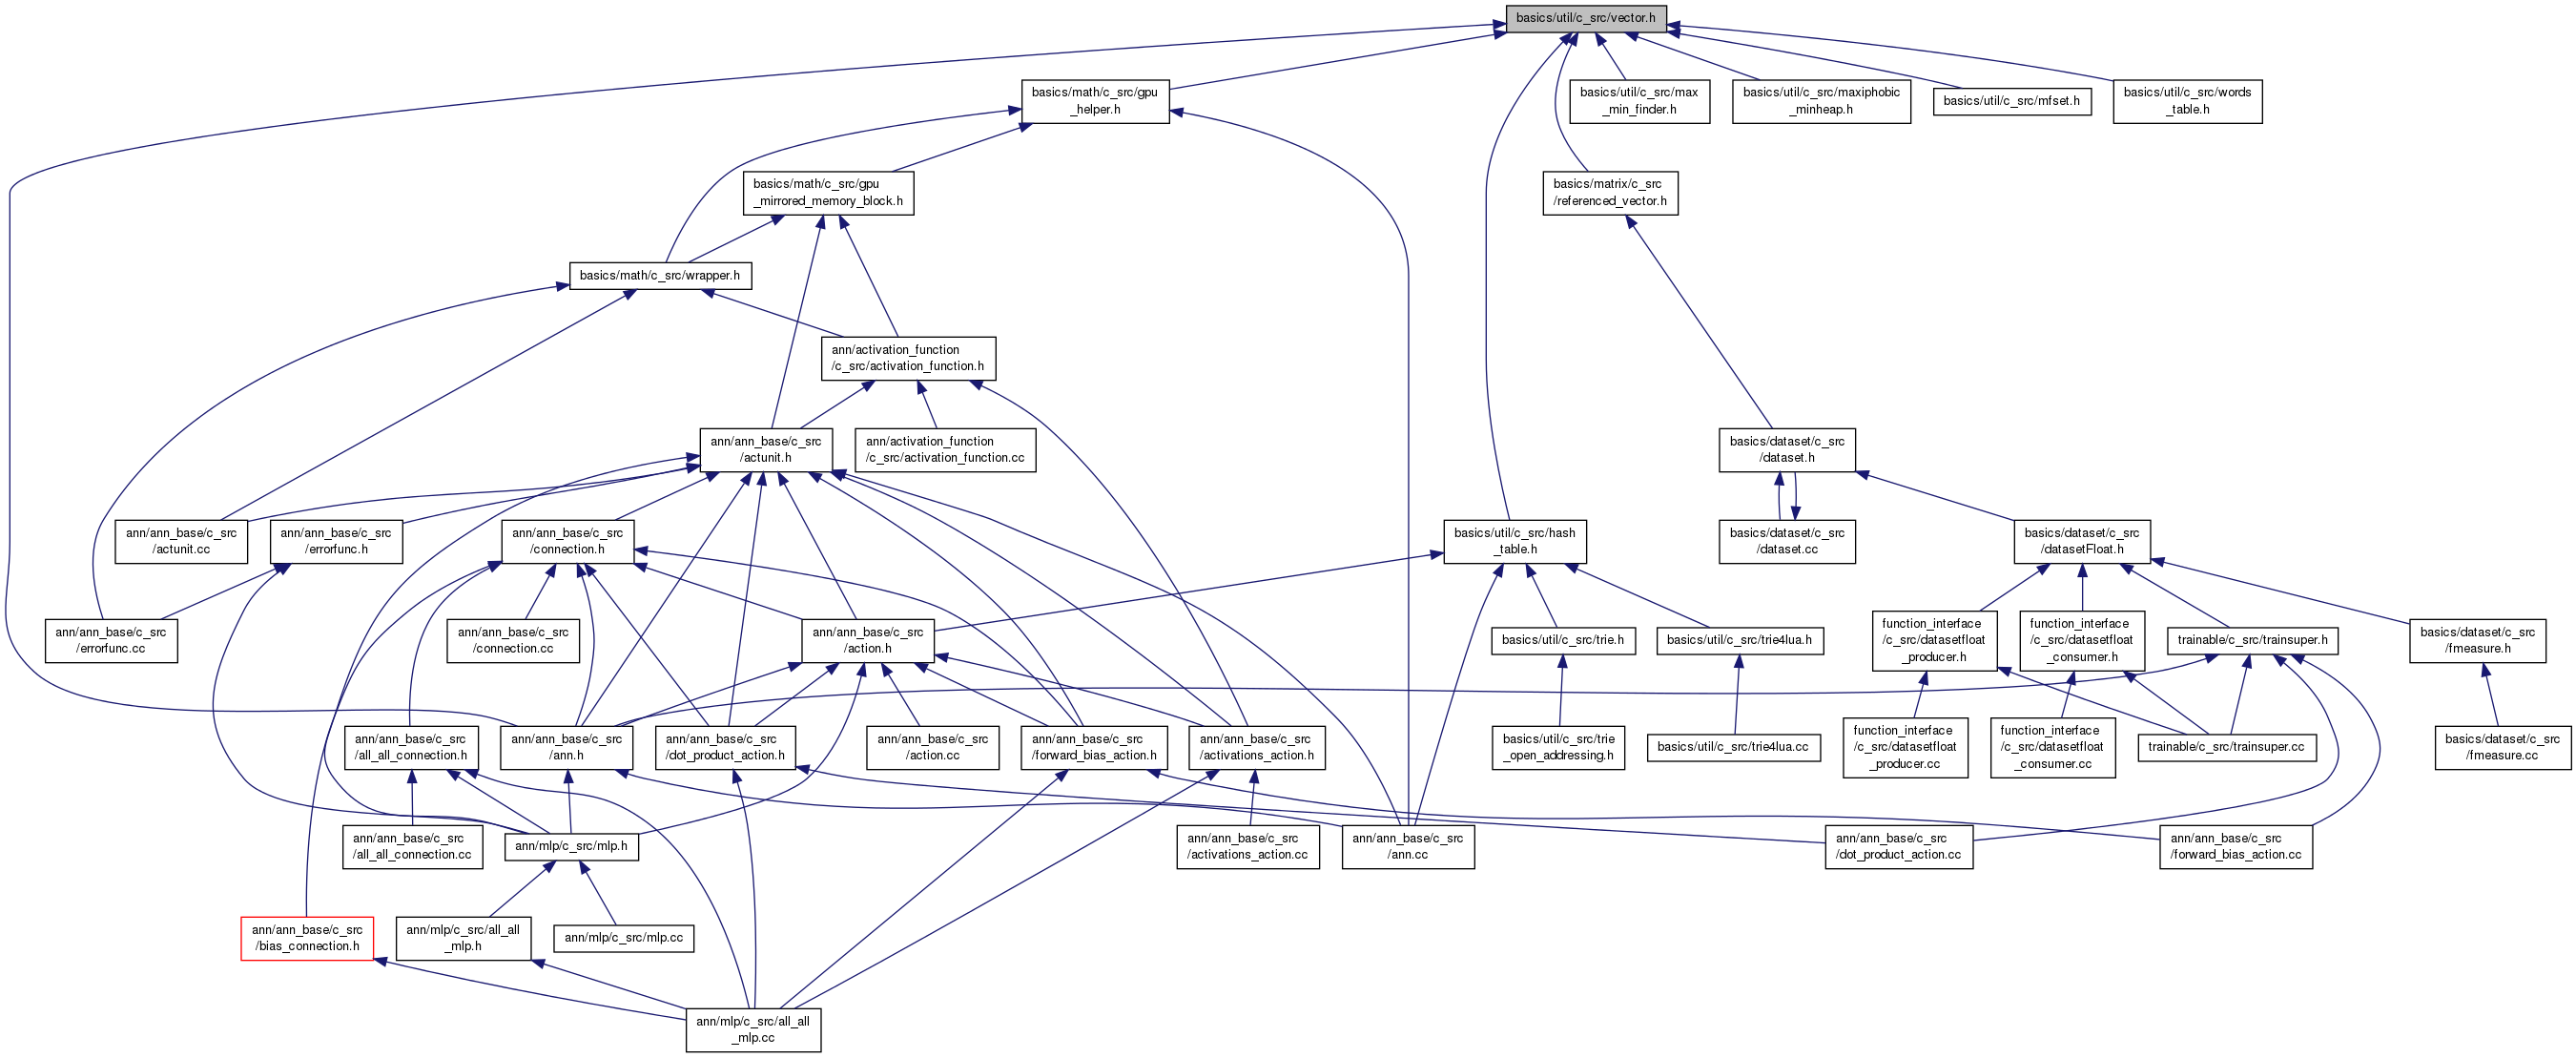 basics/util/c_src/vector.h
basics/math/c_src/gpu
_helper.h
basics/util/c_src/max
_min_finder.h
basics/util/c_src/maxiphobic
_minheap.h
basics/util/c_src/mfset.h
basics/util/c_src/words
_table.h
basics/math/c_src/gpu
_mirrored_memory_block.h
basics/matrix/c_src
/referenced_vector.h
basics/math/c_src/wrapper.h
ann/activation_function
/c_src/activation_function.h
ann/ann_base/c_src
/actunit.h
ann/activation_function
/c_src/activation_function.cc
basics/dataset/c_src
/dataset.h
ann/ann_base/c_src
/actunit.cc
ann/ann_base/c_src
/errorfunc.h
ann/ann_base/c_src
/connection.h
basics/util/c_src/hash
_table.h
basics/dataset/c_src
/dataset.cc
basics/dataset/c_src
/datasetFloat.h
ann/ann_base/c_src
/errorfunc.cc
ann/ann_base/c_src
/connection.cc
ann/ann_base/c_src
/action.h
basics/util/c_src/trie.h
basics/util/c_src/trie4lua.h
function_interface
/c_src/datasetfloat
_producer.h
function_interface
/c_src/datasetfloat
_consumer.h
trainable/c_src/trainsuper.h
basics/dataset/c_src
/fmeasure.h
ann/ann_base/c_src
/all_all_connection.h
ann/ann_base/c_src
/ann.h
ann/ann_base/c_src
/dot_product_action.h
ann/ann_base/c_src
/action.cc
ann/ann_base/c_src
/forward_bias_action.h
ann/ann_base/c_src
/activations_action.h
basics/util/c_src/trie
_open_addressing.h
basics/util/c_src/trie4lua.cc
function_interface
/c_src/datasetfloat
_producer.cc
function_interface
/c_src/datasetfloat
_consumer.cc
trainable/c_src/trainsuper.cc
basics/dataset/c_src
/fmeasure.cc
ann/ann_base/c_src
/all_all_connection.cc
ann/mlp/c_src/mlp.h
ann/ann_base/c_src
/activations_action.cc
ann/ann_base/c_src
/ann.cc
ann/ann_base/c_src
/dot_product_action.cc
ann/ann_base/c_src
/forward_bias_action.cc
ann/ann_base/c_src
/bias_connection.h
ann/mlp/c_src/all_all
_mlp.h
ann/mlp/c_src/mlp.cc
ann/mlp/c_src/all_all
_mlp.cc